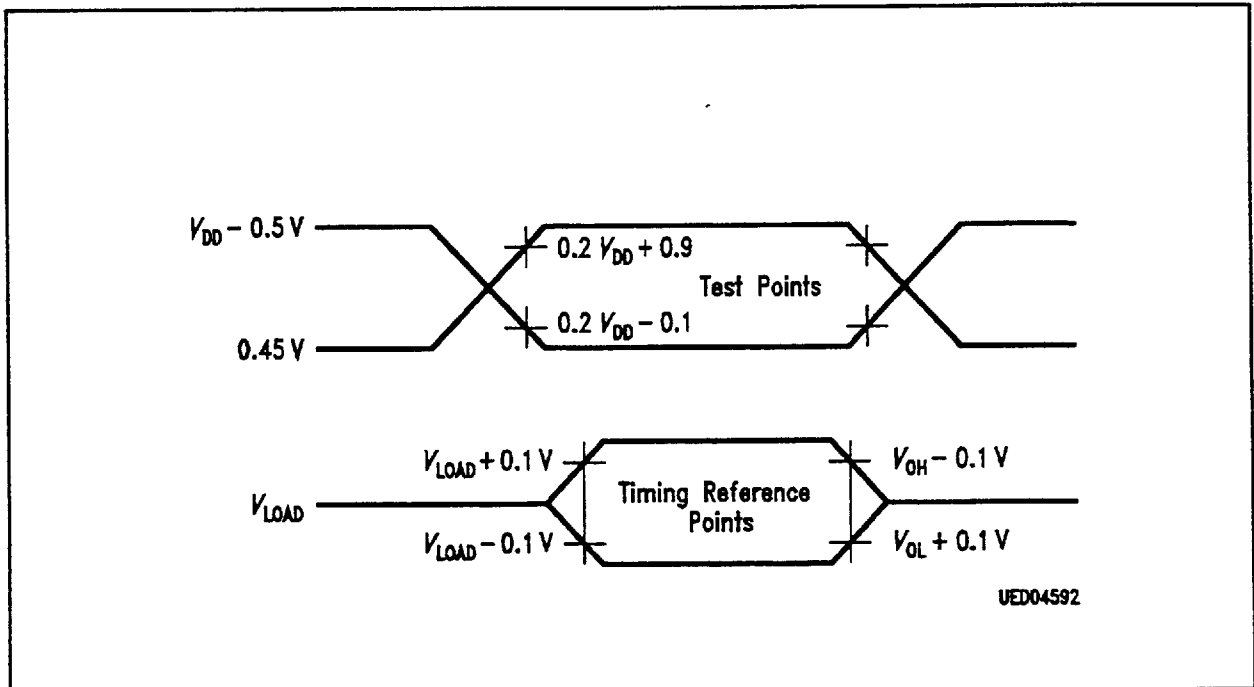 V_DD − 0.5 V
0.2 V_DD + 0.9
Test Points
0.2 V_DD − 0.1
0.45 V
V_LOAD + 0.1 V
V_OH − 0.1 V
V_LOAD
Timing Reference
Points
V_LOAD − 0.1 V
V_OL + 0.1 V
UED04592